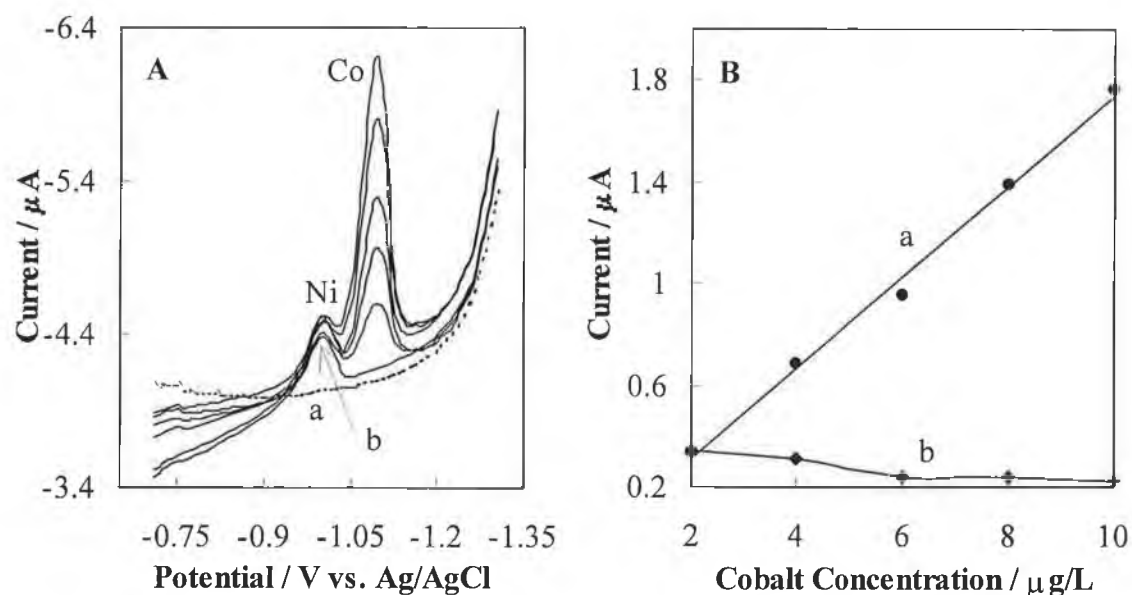 A
-6.4
-5.4
-4.4
-3.4
Current / μA
Co
Ni
a
b
-0.75 -0.9 -1.05 -1.2 -1.35
Potential / V vs. Ag/AgCl
B
1.8
1.4
1
0.6
0.2
Current / μA
a
b
2 4 6 8 10
Cobalt Concentration / μg/L